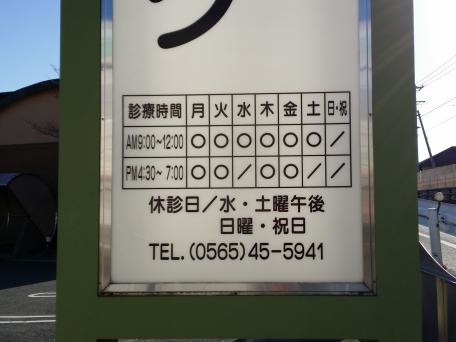 診療時間 月 火 水 木 金 土 日・祝
AM9:00~12:00 ○ ○ ○ ○ ○ ○ /
PM4:30~7:00 ○ ○ / ○ ○ / /
休診日/水・土曜午後
日曜・祝日
TEL.(0565)45-5941